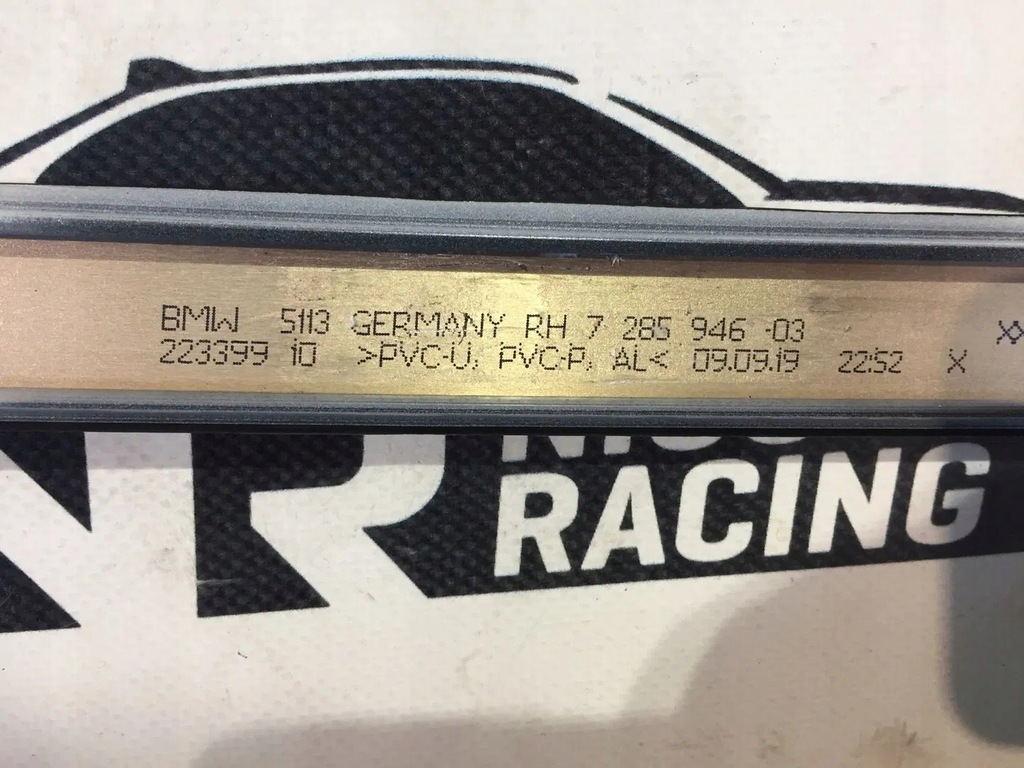 BMW 5113 GERMANY RH 7 285 946 -03
XX
223399 10 >PVC-U, PVC-P, AL< 09.09.19 22:52 X
RACING